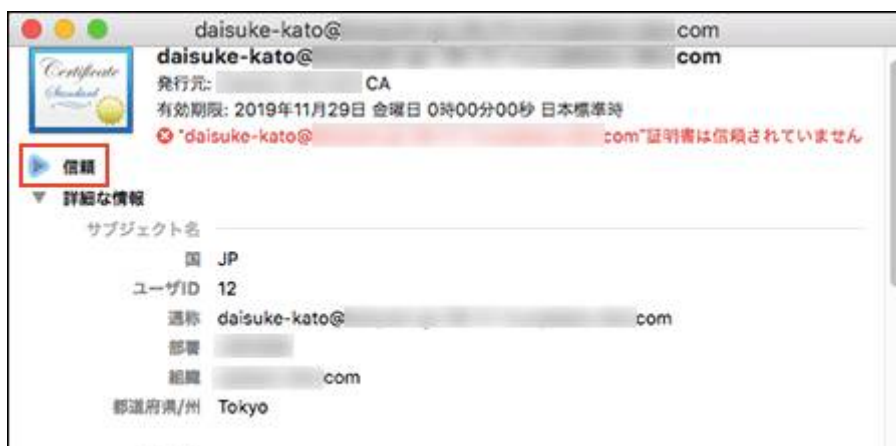 daisuke-kato@ com
daisuke-kato@ com
Certificate
Standard
発行元: CA
有効期限: 2019年11月29日 金曜日 0時00分00秒 日本標準時
"daisuke-kato@ com"証明書は信頼されていません
信頼
詳細な情報
サブジェクト名
国 JP
ユーザID 12
通称 daisuke-kato@ com
部署
組織 com
都道府県/州 Tokyo